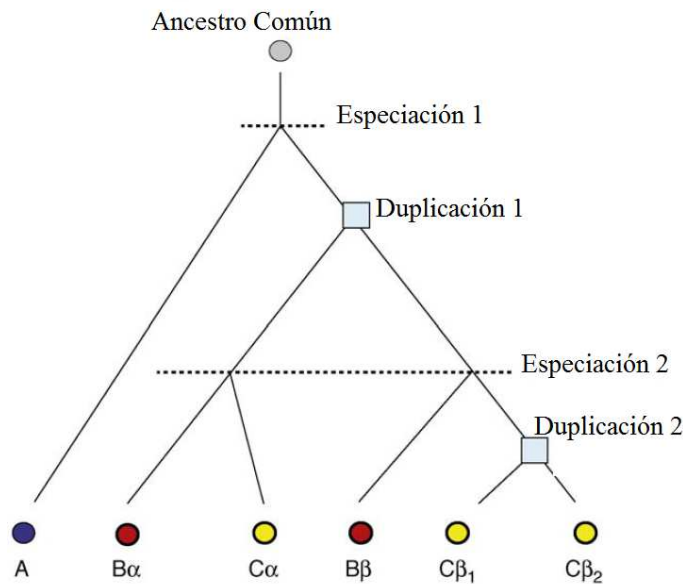 Ancestro Común
Especiación 1
Duplicación 1
Especiación 2
Duplicación 2
A Bα Cα Bβ Cβ₁ Cβ₂